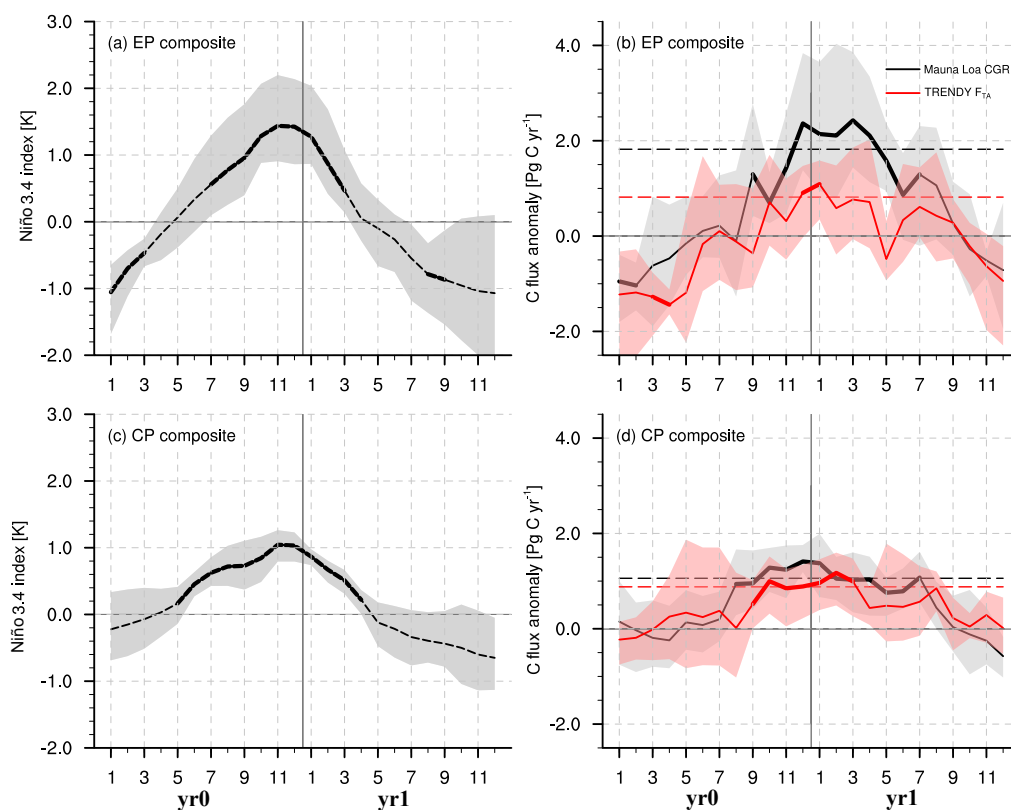 (a) EP composite
Niño 3.4 index [K]
3.0
2.0
1.0
0.0
-1.0
-2.0
1 3 5 7 9 11 1 3 5 7 9 11
(b) EP composite
Mauna Loa CGR
TRENDY F_TA
C flux anomaly [Pg C yr⁻¹]
4.0
2.0
0.0
-2.0
1 3 5 7 9 11 1 3 5 7 9 11
(c) CP composite
Niño 3.4 index [K]
3.0
2.0
1.0
0.0
-1.0
-2.0
1 3 5 7 9 11 1 3 5 7 9 11
yr0 yr1
(d) CP composite
C flux anomaly [Pg C yr⁻¹]
4.0
2.0
0.0
-2.0
1 3 5 7 9 11 1 3 5 7 9 11
yr0 yr1